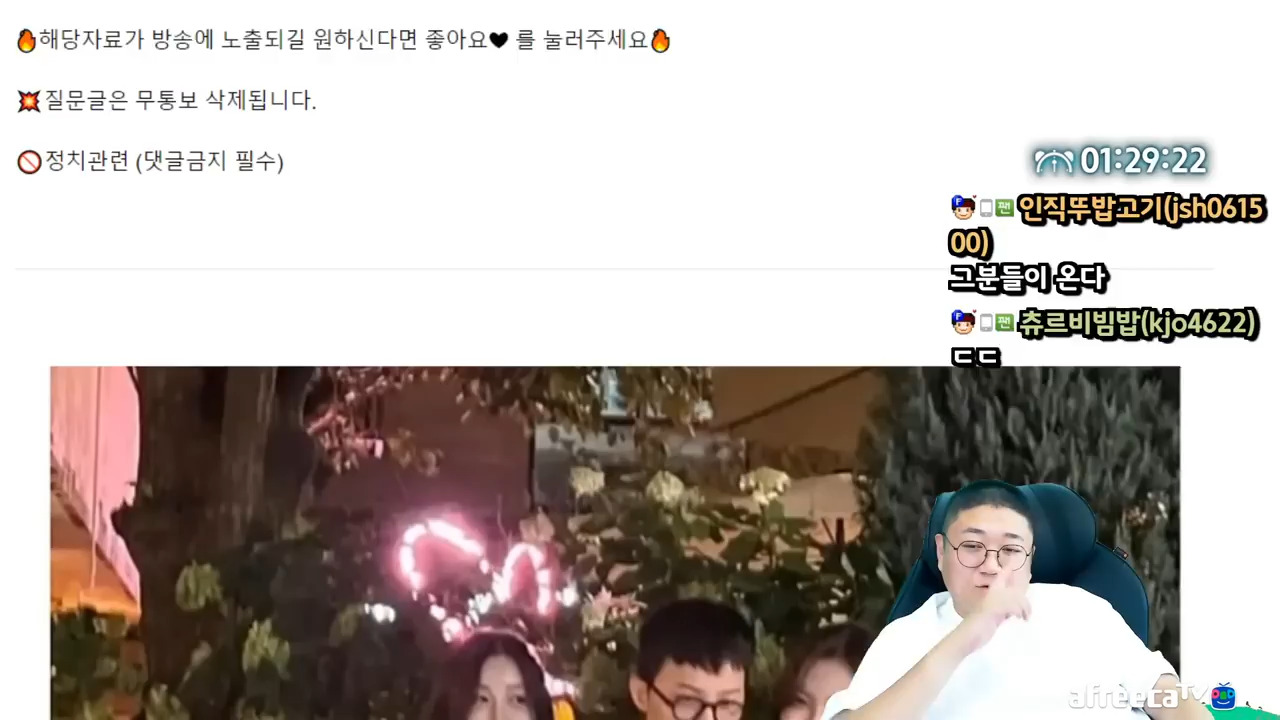 🔥해당자료가 방송에 노출되길 원하신다면 좋아요🖤 를 눌러주세요🔥
💥질문글은 무통보 삭제됩니다.
🚫정치관련 (댓글금지 필수)
01:29:22
F 팬 인직뚜밥고기(jsh0615
00)
그분들이 온다
F 팬 츄르비빔밥(kjo4622)
ㄷㄷ
afreecaTV